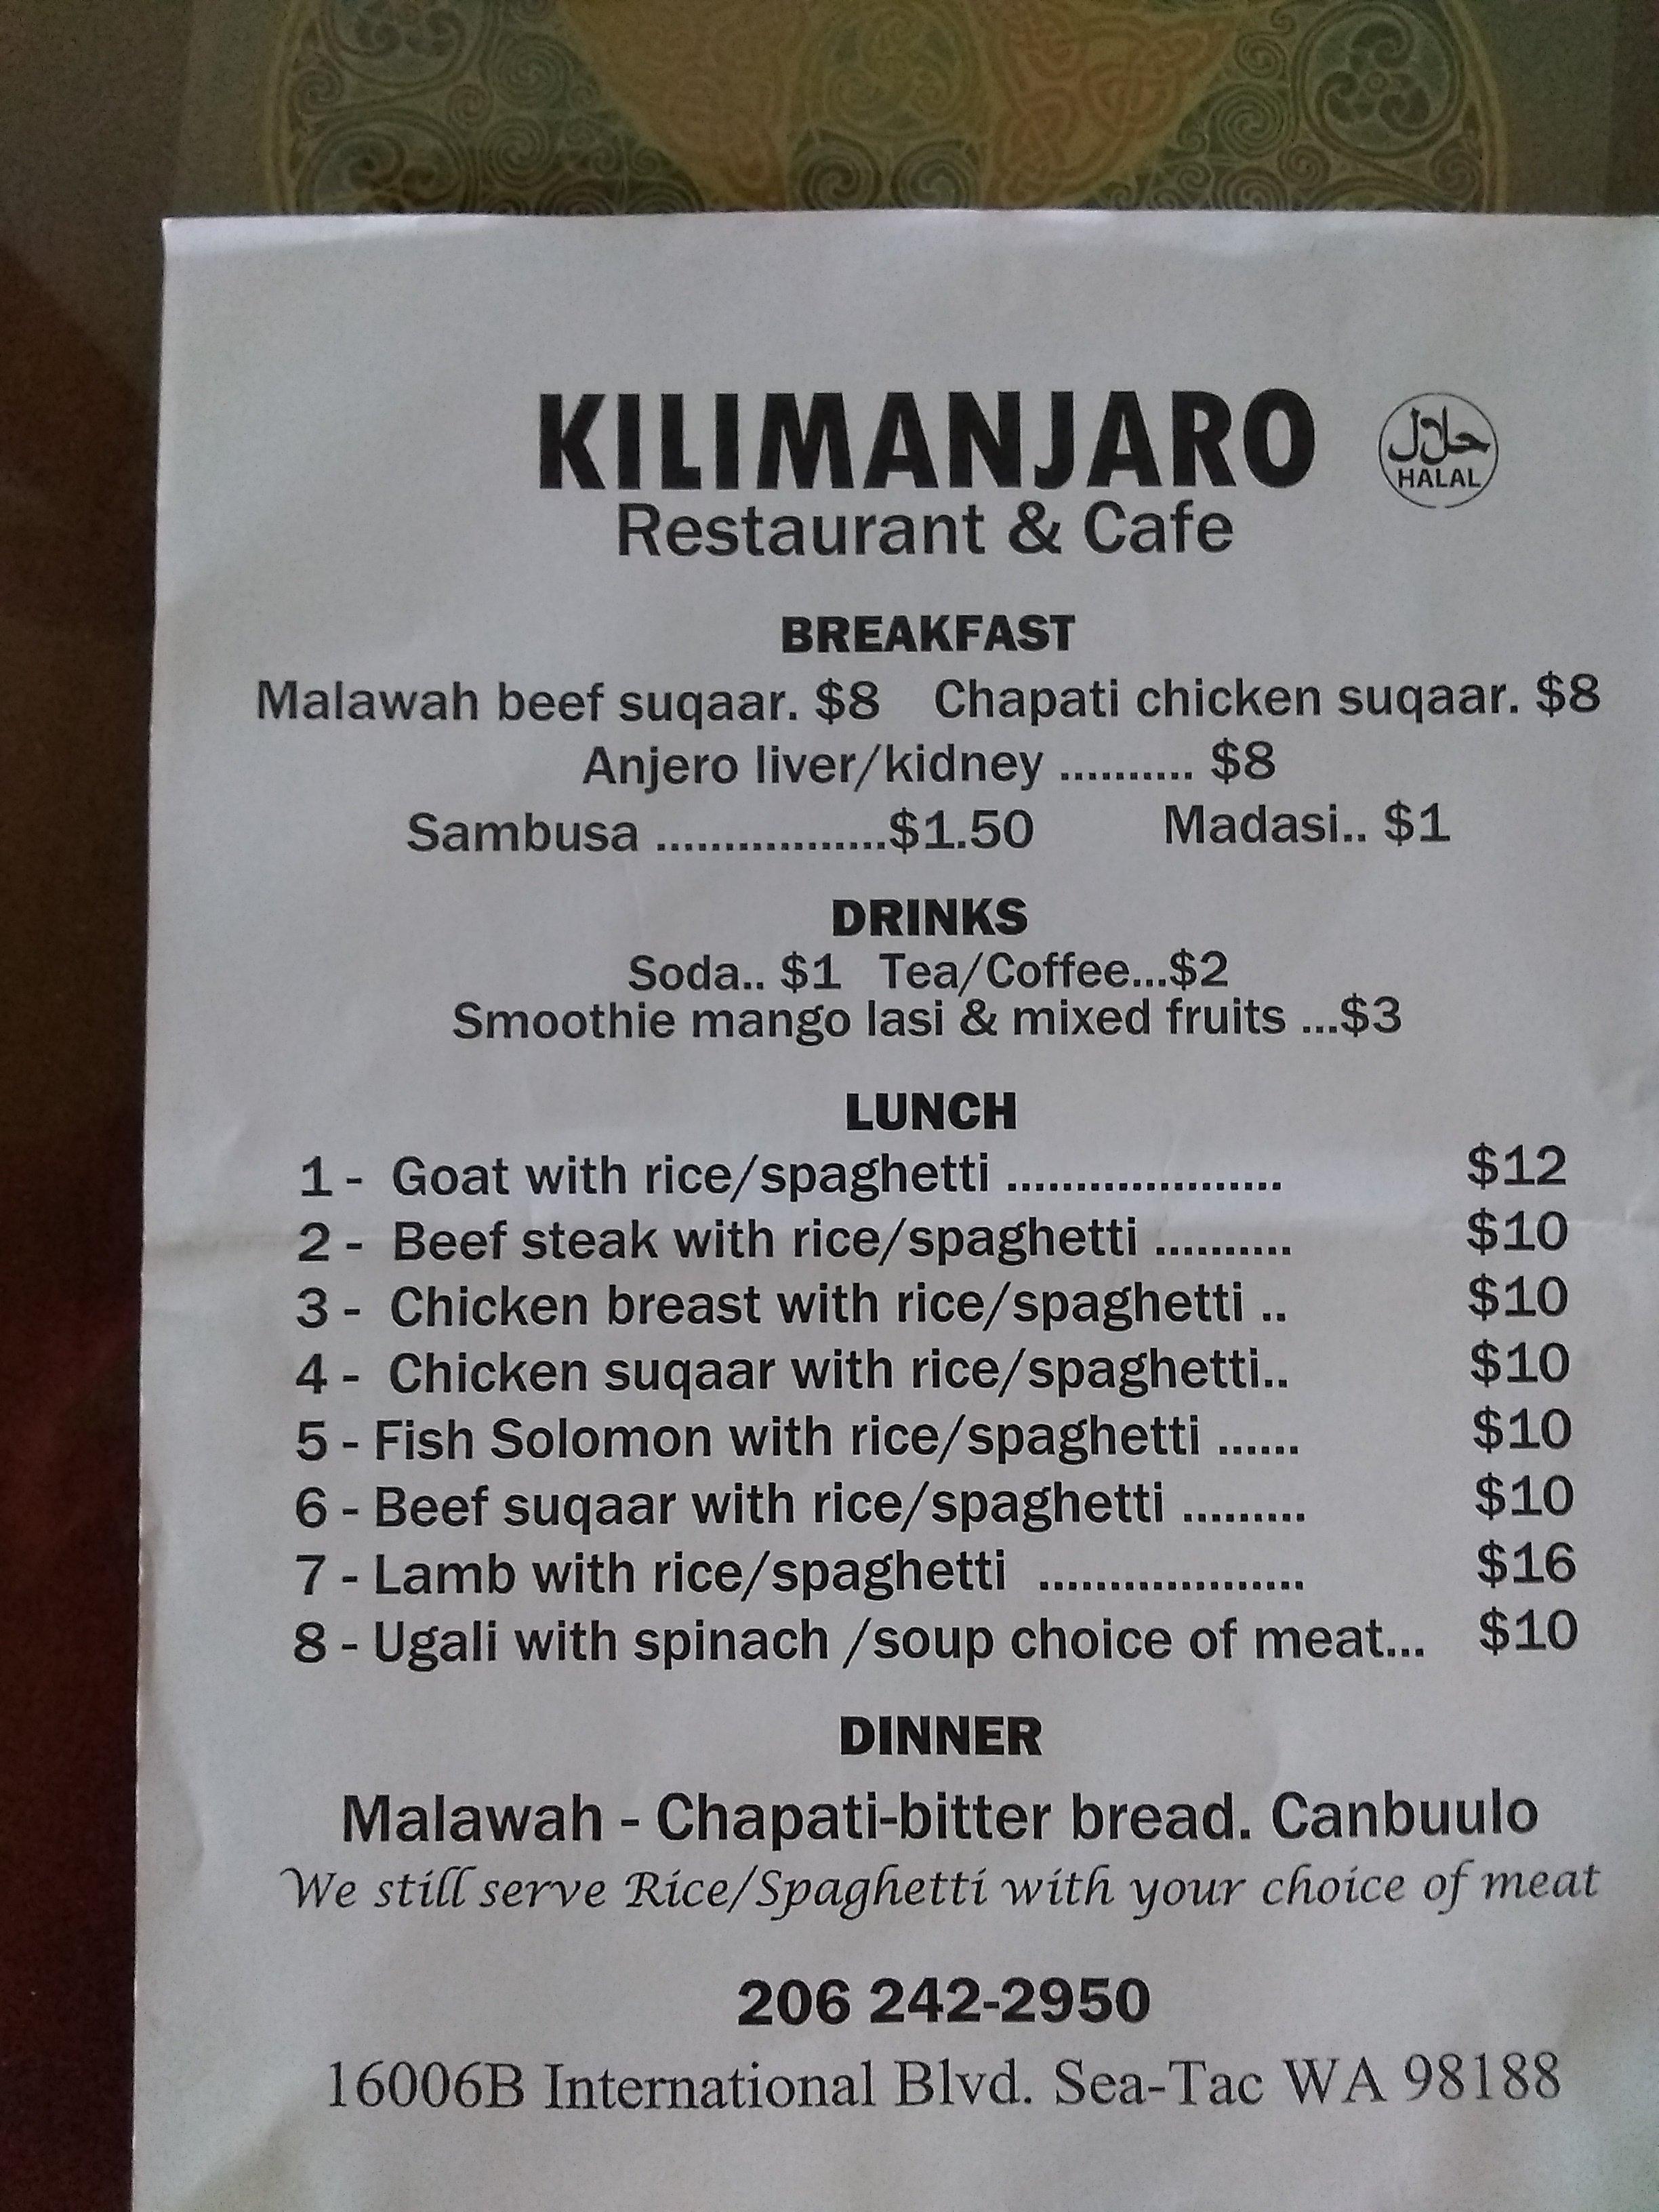 KILIMANJARO
حلال
HALAL
Restaurant & Cafe
BREAKFAST
Malawah beef suqaar. $8 Chapati chicken suqaar. $8
Anjero liver/kidney .......... $8
Sambusa .................$1.50 Madasi.. $1
DRINKS
Soda.. $1 Tea/Coffee...$2
Smoothie mango lasi & mixed fruits ...$3
LUNCH
1 - Goat with rice/spaghetti ..................... $12
2 - Beef steak with rice/spaghetti .......... $10
3 - Chicken breast with rice/spaghetti .. $10
4 - Chicken suqaar with rice/spaghetti.. $10
5 - Fish Solomon with rice/spaghetti ...... $10
6 - Beef suqaar with rice/spaghetti ......... $10
7 - Lamb with rice/spaghetti ................... $16
8 - Ugali with spinach /soup choice of meat... $10
DINNER
Malawah - Chapati-bitter bread. Canbuulo
We still serve Rice/Spaghetti with your choice of meat
206 242-2950
16006B International Blvd. Sea-Tac WA 98188